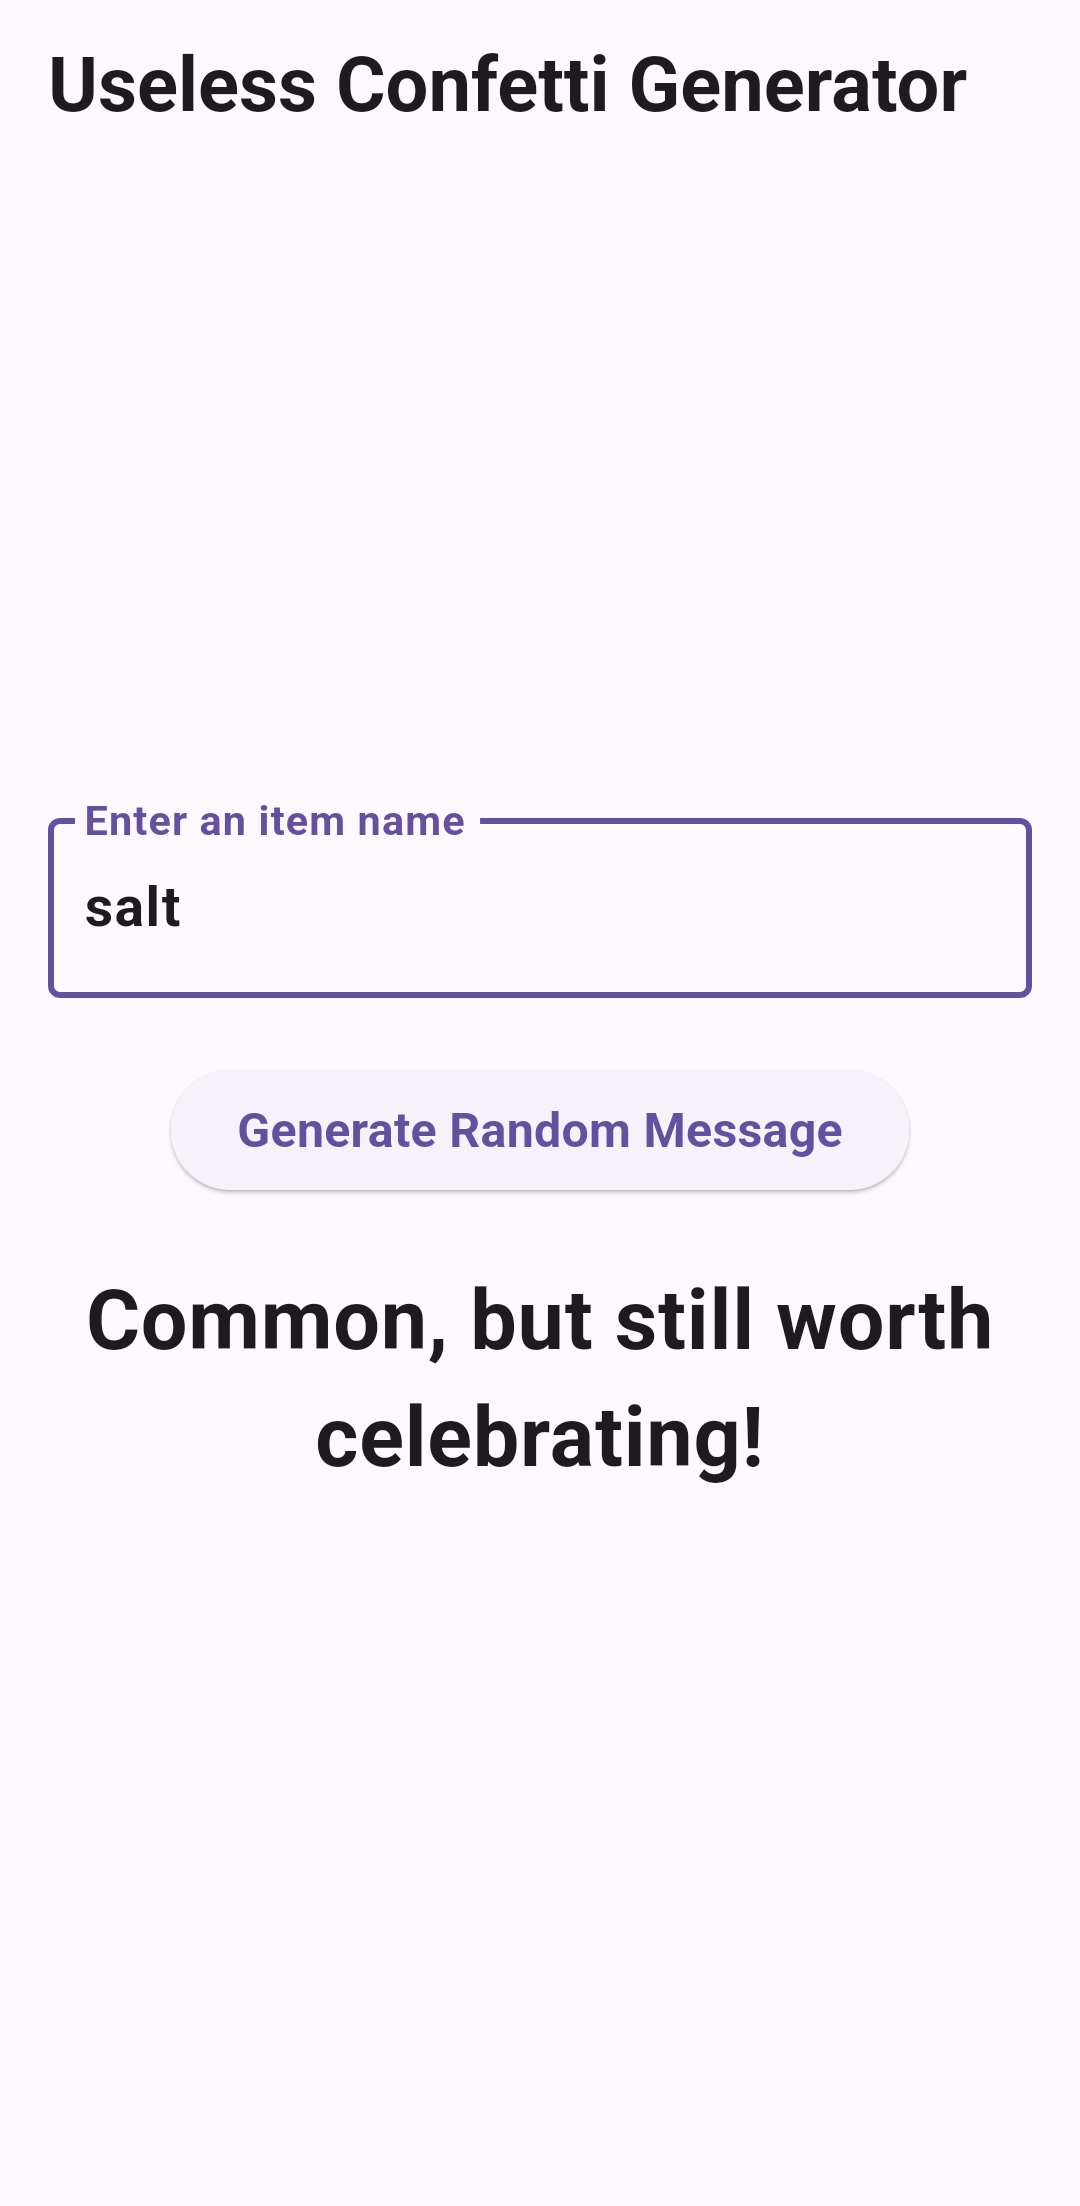 Useless Confetti Generator
Enter an item name
salt
Generate Random Message
Common, but still worth
celebrating!